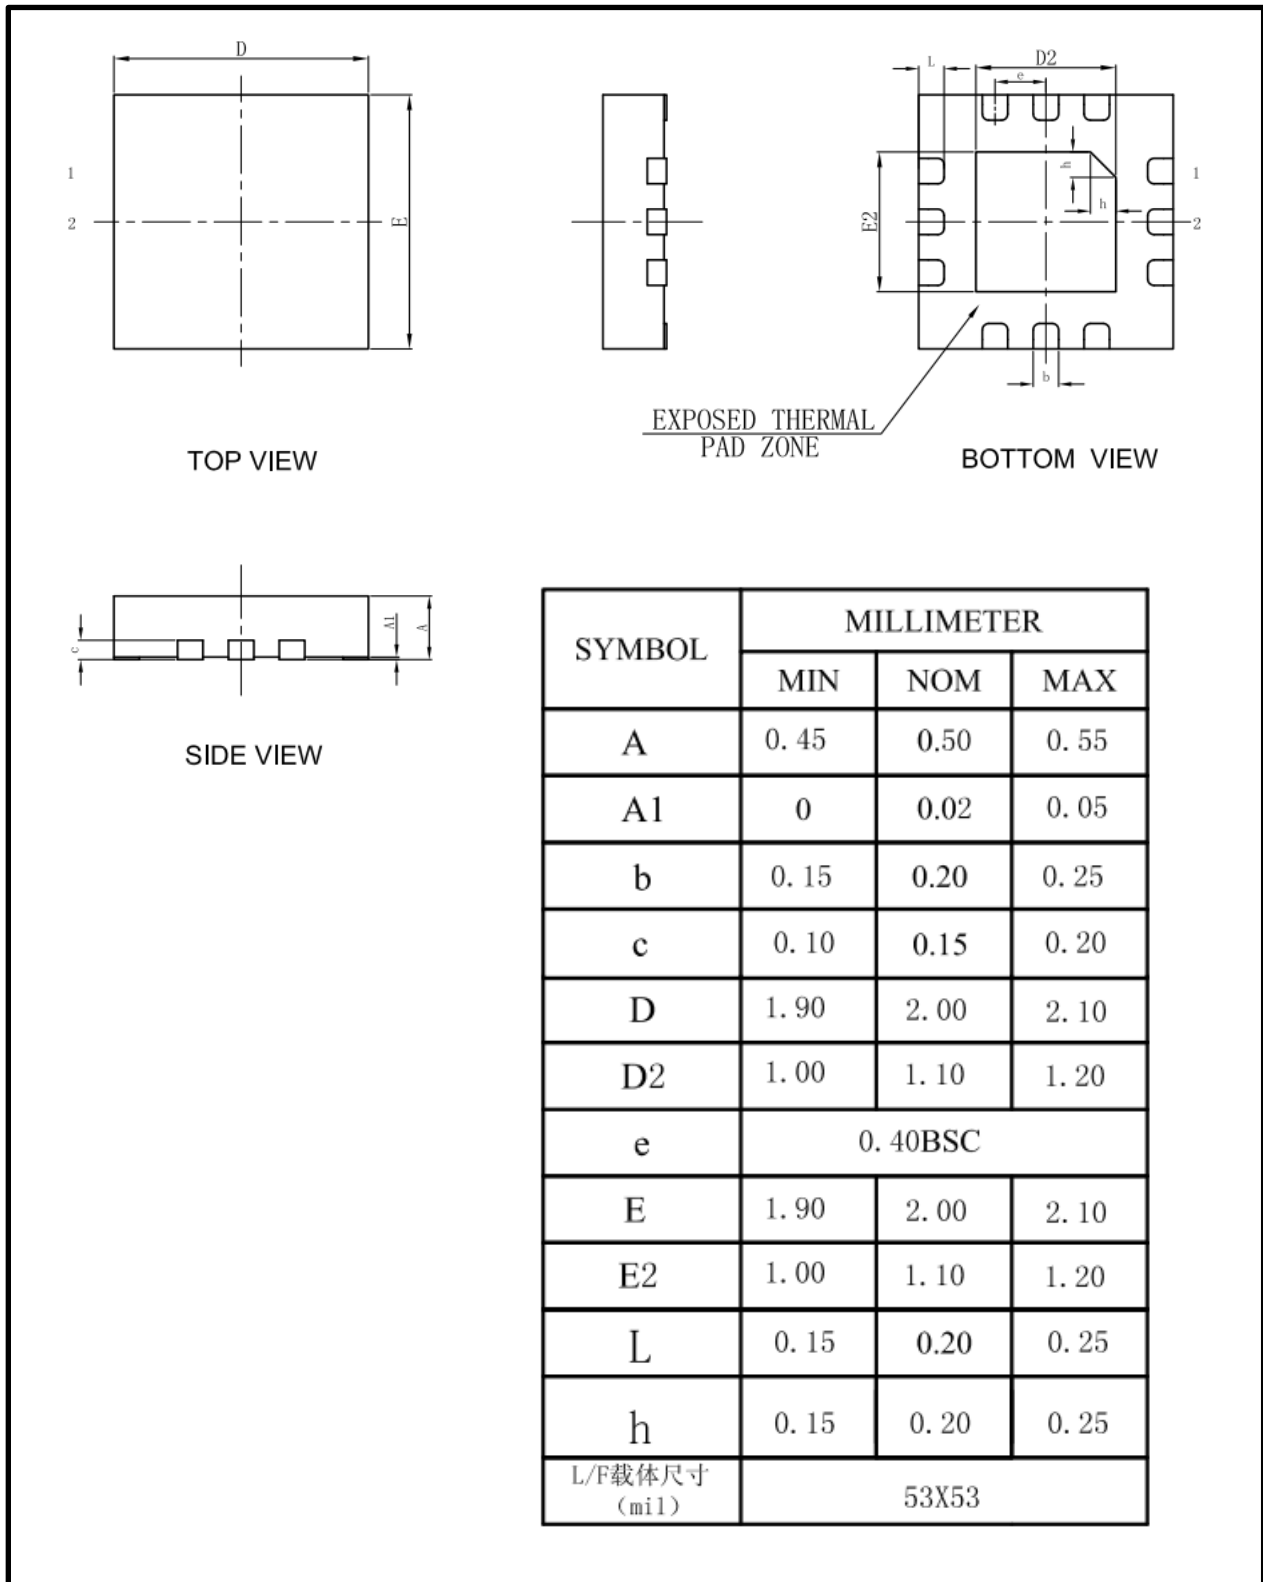 D
1
2
E
TOP VIEW
L
D2
e
h
h
1
E2
2
b
EXPOSED THERMAL
PAD ZONE
BOTTOM VIEW
c
A1
A
SIDE VIEW
SYMBOL MILLIMETER
MIN NOM MAX
A 0.45 0.50 0.55
A1 0 0.02 0.05
b 0.15 0.20 0.25
c 0.10 0.15 0.20
D 1.90 2.00 2.10
D2 1.00 1.10 1.20
e 0.40BSC
E 1.90 2.00 2.10
E2 1.00 1.10 1.20
L 0.15 0.20 0.25
h 0.15 0.20 0.25
L/F载体尺寸
(mil) 53X53